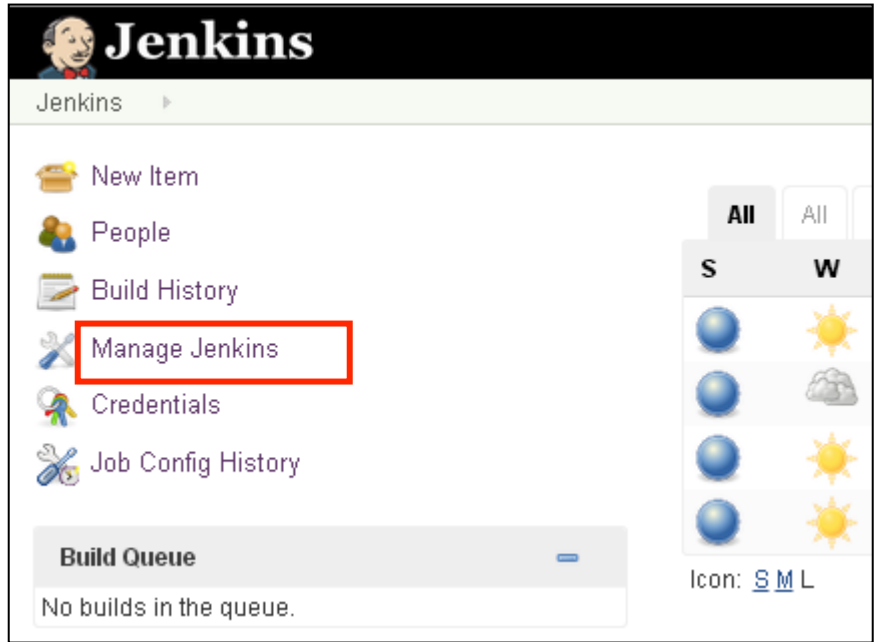 Jenkins
Jenkins
New Item
People
Build History
Manage Jenkins
Credentials
Job Config History
Build Queue
No builds in the queue.
All All
S W
Icon: S M L